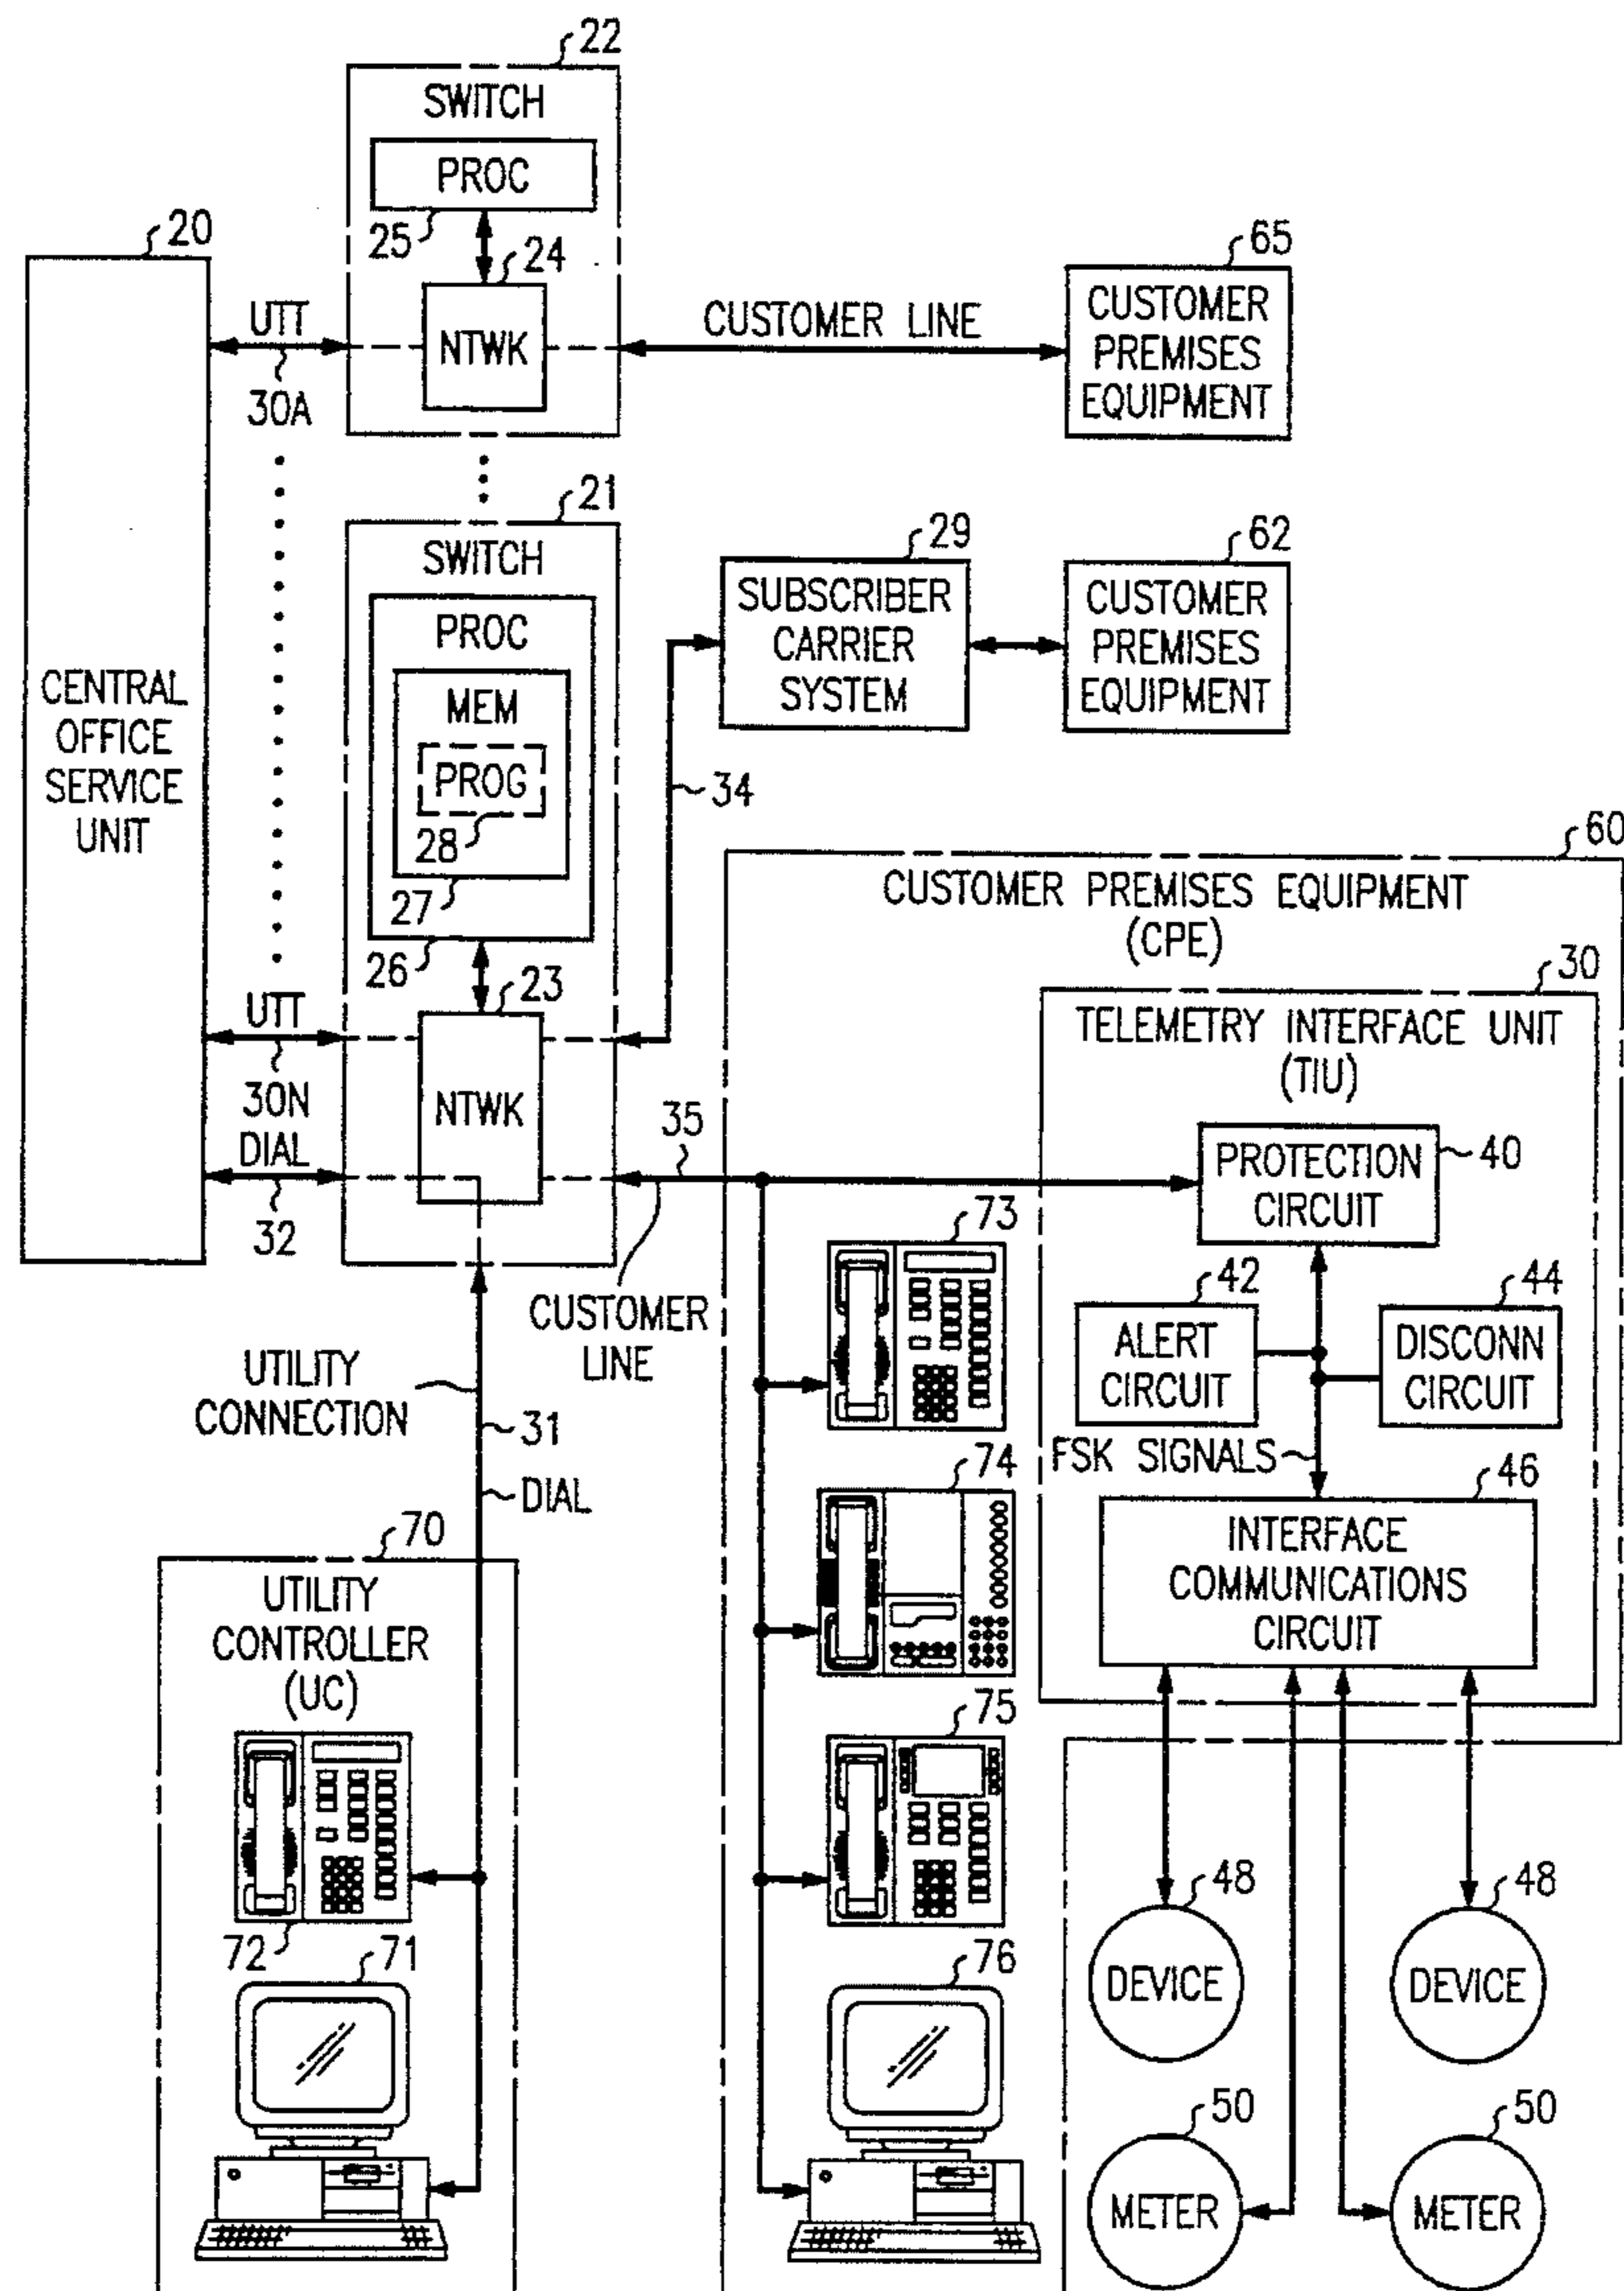 22
SWITCH
PROC
25
24
NTWK
20
CENTRAL
OFFICE
SERVICE
UNIT
UTT
30A
CUSTOMER LINE
65
CUSTOMER
PREMISES
EQUIPMENT
21
SWITCH
PROC
MEM
PROG
28
27
26
23
NTWK
29
SUBSCRIBER
CARRIER
SYSTEM
62
CUSTOMER
PREMISES
EQUIPMENT
34
UTT
30N
DIAL
32
35
CUSTOMER
LINE
60
CUSTOMER PREMISES EQUIPMENT
(CPE)
30
TELEMETRY INTERFACE UNIT
(TIU)
PROTECTION
CIRCUIT
40
42
ALERT
CIRCUIT
44
DISCONN
CIRCUIT
FSK SIGNALS
46
INTERFACE
COMMUNICATIONS
CIRCUIT
73
74
75
76
UTILITY
CONNECTION
31
DIAL
70
UTILITY
CONTROLLER
(UC)
72
71
48
DEVICE
48
DEVICE
50
METER
50
METER